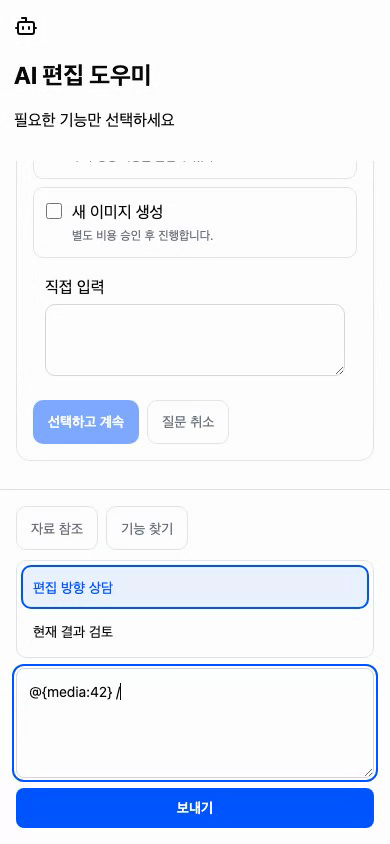 AI 편집 도우미
필요한 기능만 선택하세요
새 이미지 생성
별도 비용 승인 후 진행합니다.
직접 입력
선택하고 계속
질문 취소
자료 참조
기능 찾기
편집 방향 상담
현재 결과 검토
@{media:42} /
보내기